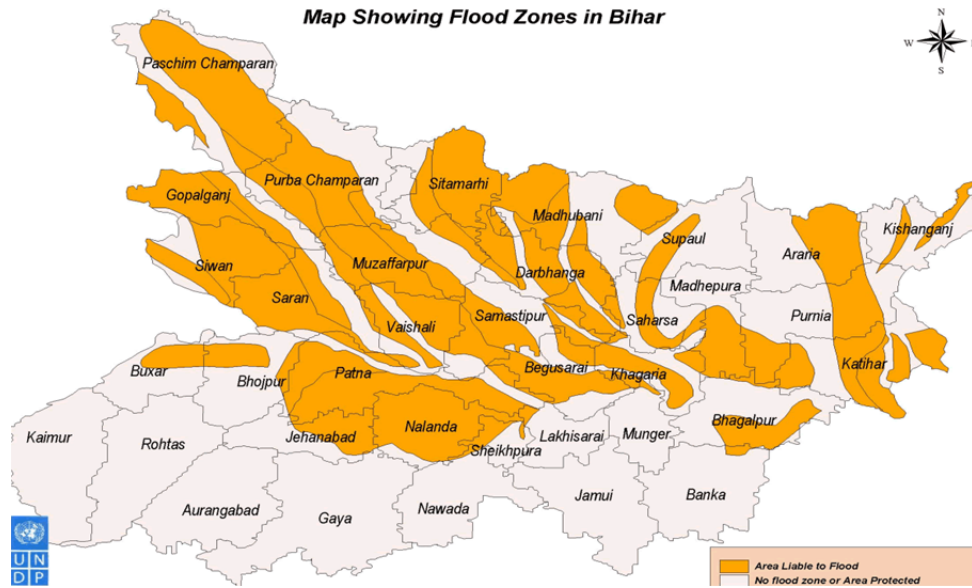 Map Showing Flood Zones in Bihar
N
W
S
Paschim Champaran
Gopalganj
Purba Champaran
Sitamarhi
Madhubani
Supaul
Araria
Kishanganj
Siwan
Muzaffarpur
Darbhanga
Madhepura
Saran
Vaishali
Samastipur
Saharsa
Purnia
Buxar
Bhojpur
Patna
Begusarai
Khagaria
Katihar
Kaimur
Rohtas
Jehanabad
Nalanda
Sheikhpura
Lakhisarai
Munger
Bhagalpur
Aurangabad
Gaya
Nawada
Jamui
Banka
U N
D P
Area Liable to Flood
No flood zone or Area Protected